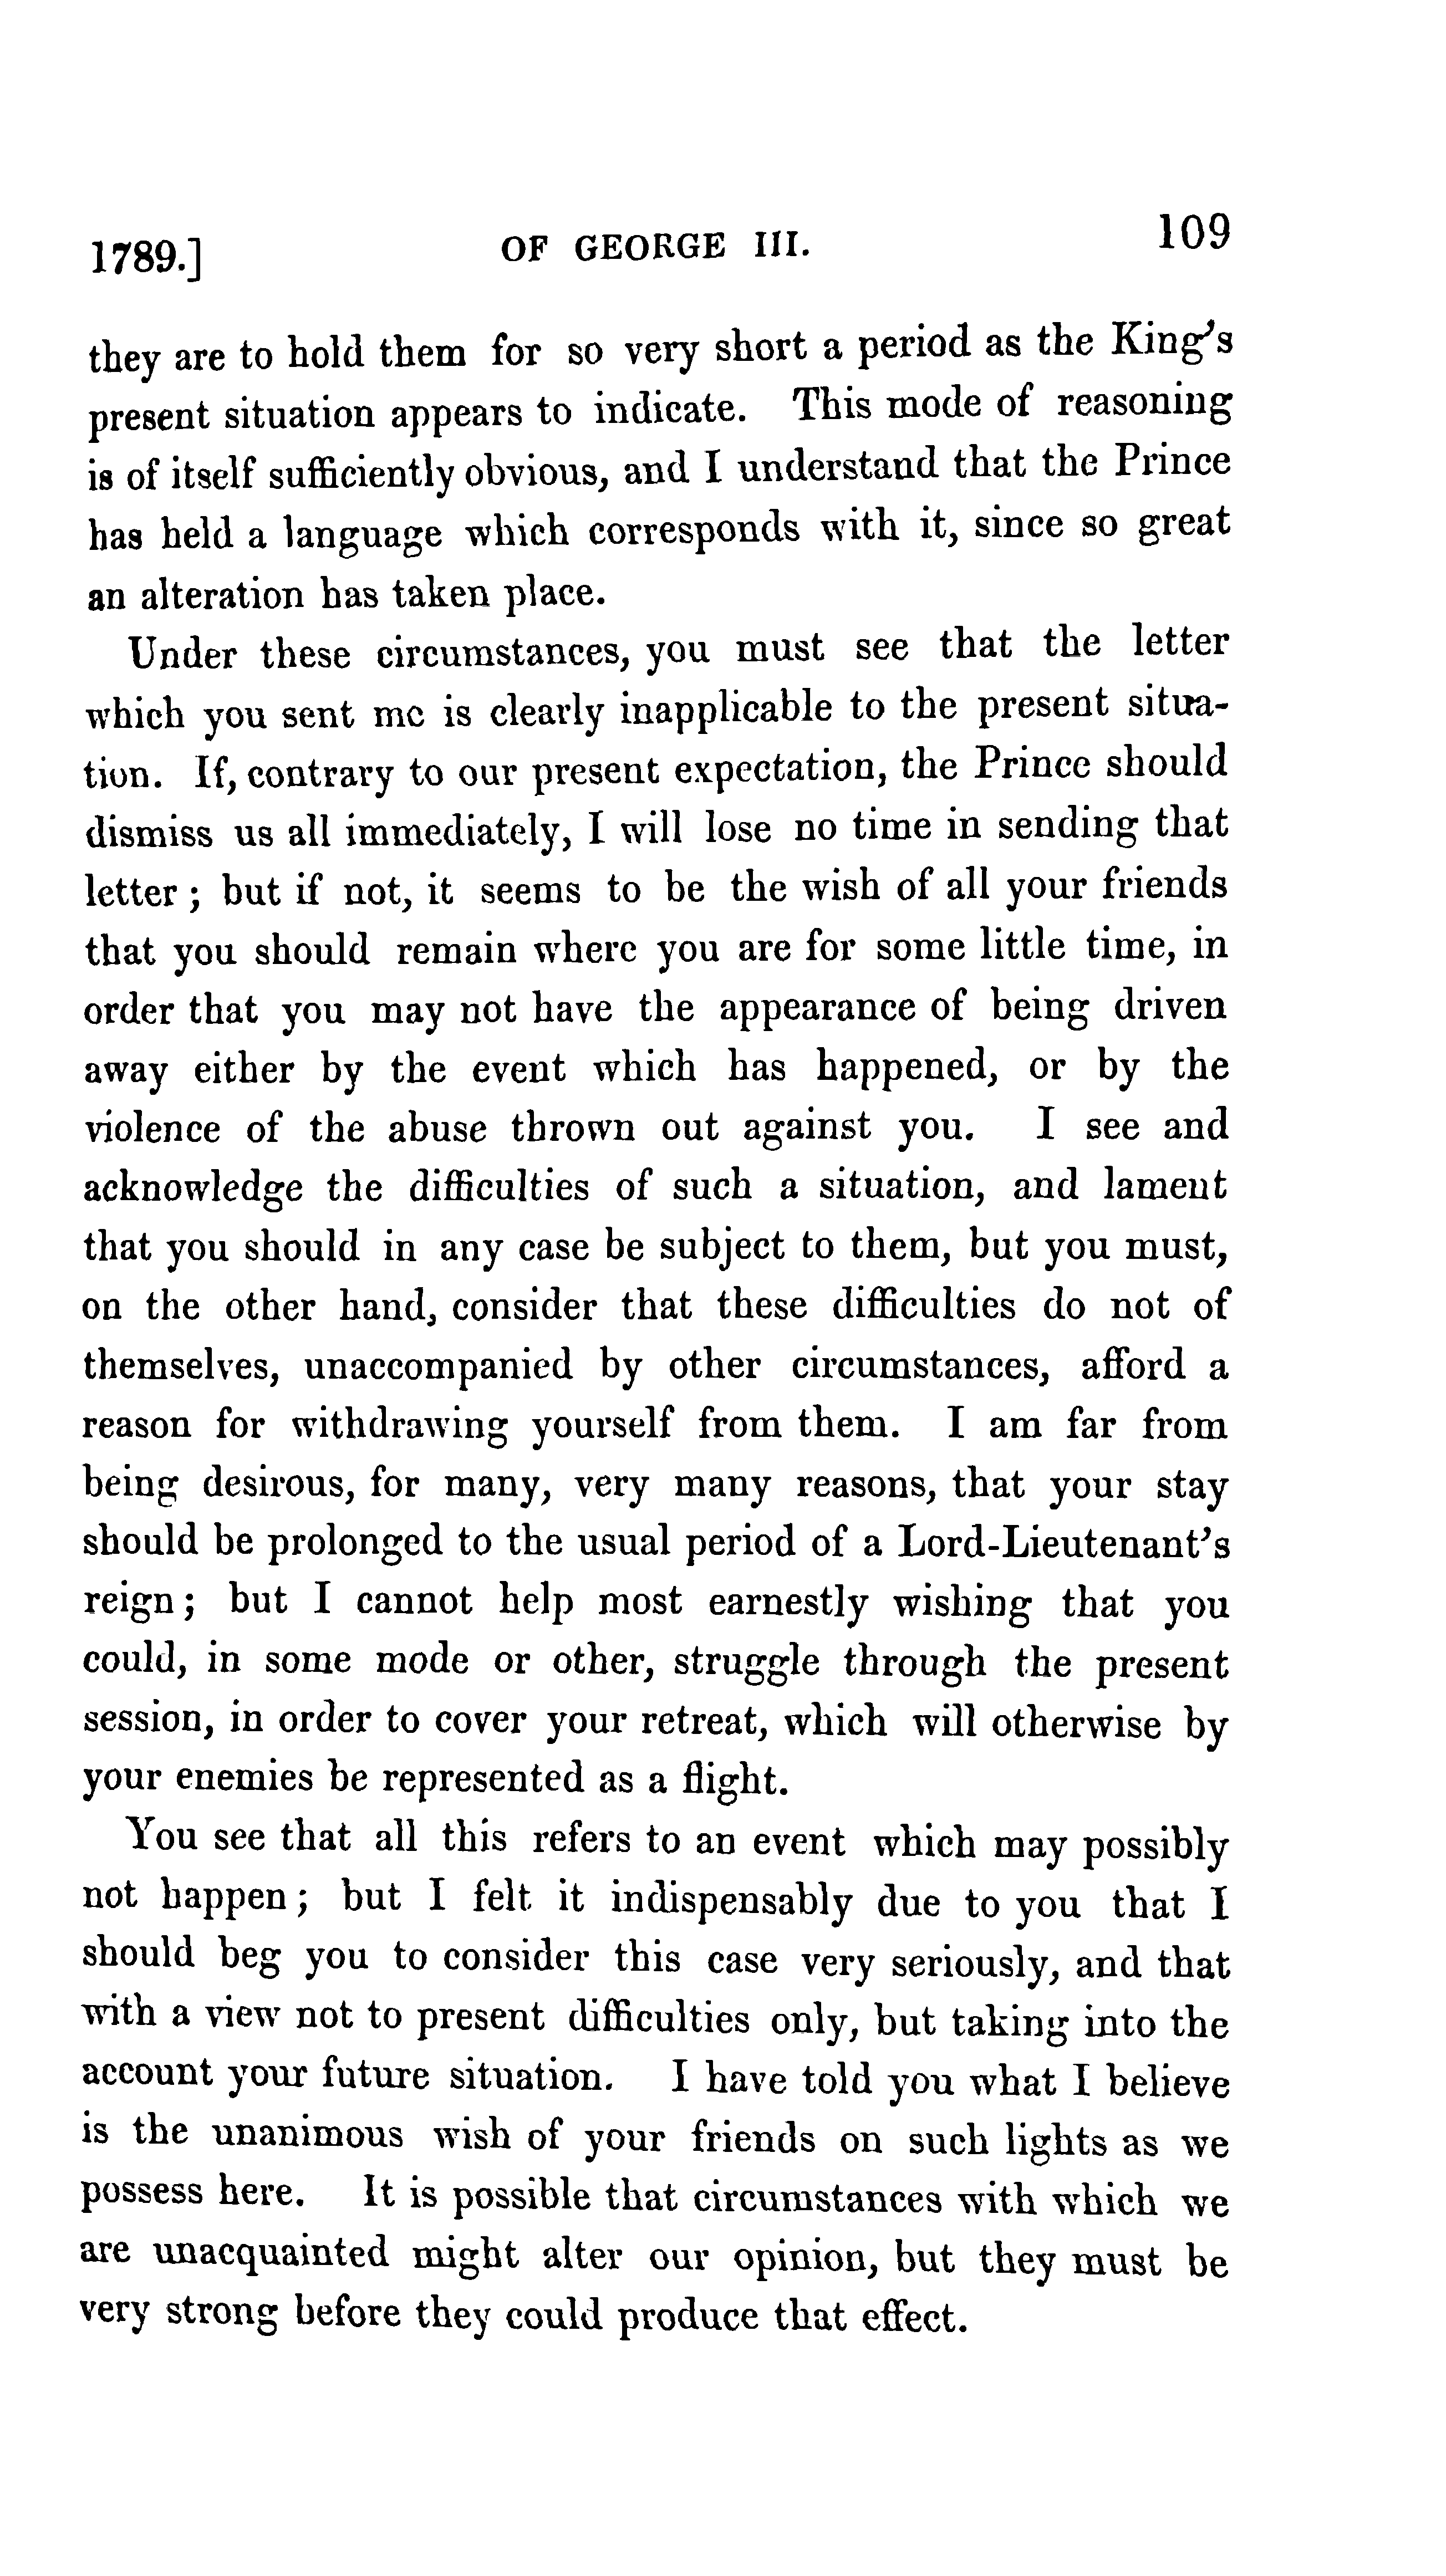 1789.] OF GEORGE III. 109
they are to hold them for so very short a period as the King's
present situation appears to indicate. This mode of reasoning
is of itself sufficiently obvious, and I understand that the Prince
has held a language which corresponds with it, since so great
an alteration has taken place.
Under these circumstances, you must see that the letter
which you sent me is clearly inapplicable to the present situa-
tion. If, contrary to our present expectation, the Prince should
dismiss us all immediately, I will lose no time in sending that
letter; but if not, it seems to be the wish of all your friends
that you should remain where you are for some little time, in
order that you may not have the appearance of being driven
away either by the event which has happened, or by the
violence of the abuse thrown out against you. I see and
acknowledge the difficulties of such a situation, and lament
that you should in any case be subject to them, but you must,
on the other hand, consider that these difficulties do not of
themselves, unaccompanied by other circumstances, afford a
reason for withdrawing yourself from them. I am far from
being desirous, for many, very many reasons, that your stay
should be prolonged to the usual period of a Lord-Lieutenant's
reign; but I cannot help most earnestly wishing that you
could, in some mode or other, struggle through the present
session, in order to cover your retreat, which will otherwise by
your enemies be represented as a flight.
You see that all this refers to an event which may possibly
not happen; but I felt it indispensably due to you that I
should beg you to consider this case very seriously, and that
with a view not to present difficulties only, but taking into the
account your future situation. I have told you what I believe
is the unanimous wish of your friends on such lights as we
possess here. It is possible that circumstances with which we
are unacquainted might alter our opinion, but they must be
very strong before they could produce that effect.